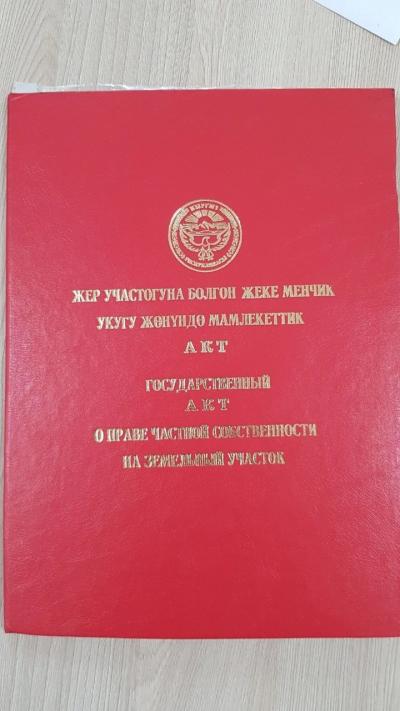 ЖЕР УЧАСТОГУНА БОЛГОН ЖЕКЕ МЕНЧИК
УКУГУ ЖӨНҮНДӨ МАМЛЕКЕТТИК
АКТ
ГОСУДАРСТВЕННЫЙ
АКТ
О ПРАВЕ ЧАСТНОЙ СОБСТВЕННОСТИ
НА ЗЕМЕЛЬНЫЙ УЧАСТОК